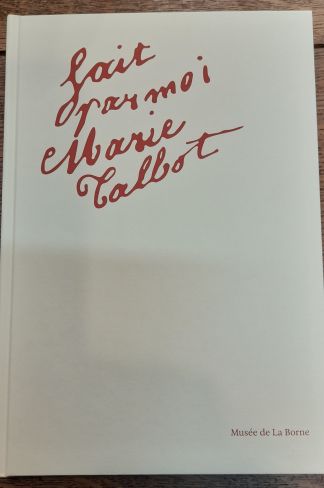 fait
par moi
Marie
Talbot
Musée de La Borne